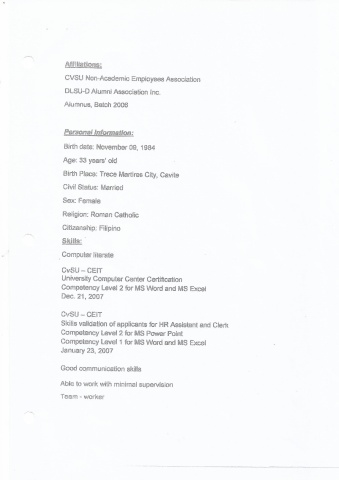 Affiliations:
CVSU Non-Academic Employees Association
DLSU-D Alumni Association Inc.
Alumnus, Batch 2006
Personal Information:
Birth date: November 09, 1984
Age: 33 years' old
Birth Place: Trece Martires City, Cavite
Civil Status: Married
Sex: Female
Religion: Roman Catholic
Citizenship: Filipino
Skills:
Computer literate
CvSU – CEIT
University Computer Center Certification
Competency Level 2 for MS Word and MS Excel
Dec. 21, 2007
CvSU – CEIT
Skills validation of applicants for HR Assistant and Clerk
Competency Level 2 for MS Power Point
Competency Level 1 for MS Word and MS Excel
January 23, 2007
Good communication skills
Able to work with minimal supervision
Team - worker